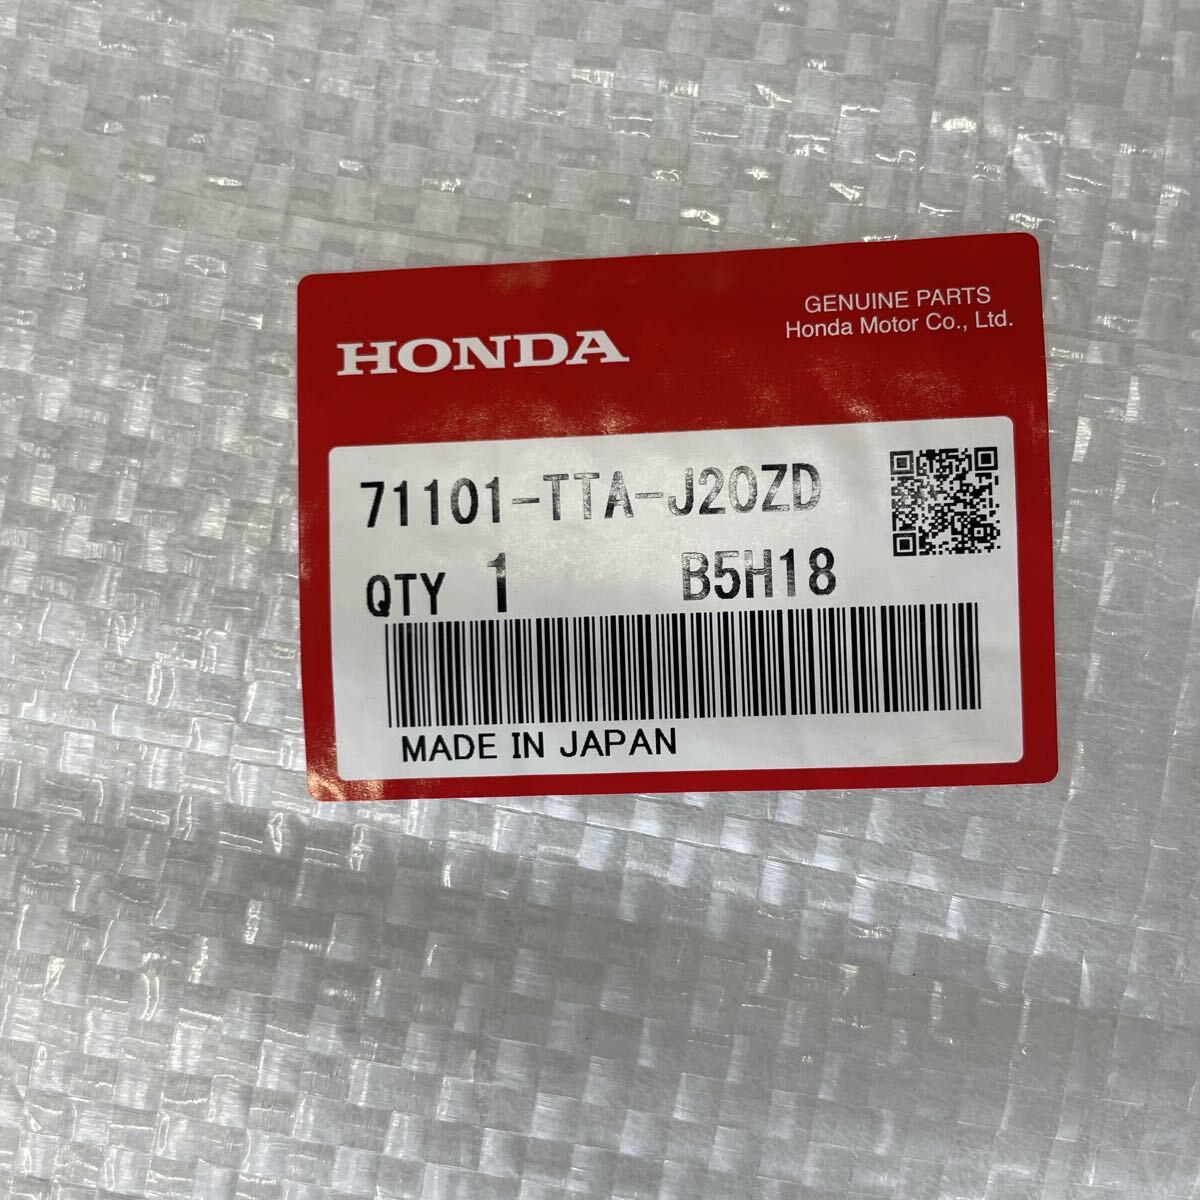 GENUINE PARTS
Honda Motor Co., Ltd.
HONDA
71101-TTA-J20ZD
QTY 1 B5H18
MADE IN JAPAN